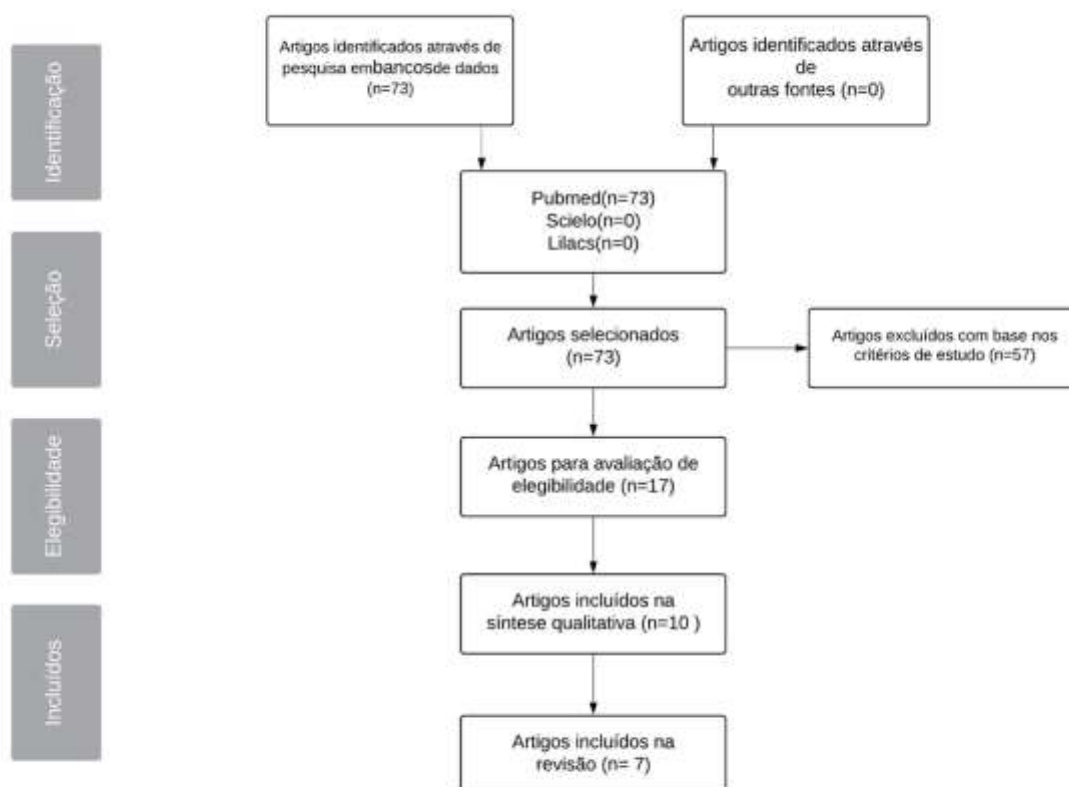 Identificação
Artigos identificados através de
pesquisa embancosde dados
(n=73)
Artigos identificados através
de
outras fontes (n=0)
Pubmed(n=73)
Scielo(n=0)
Lilacs(n=0)
Seleção
Artigos selecionados
(n=73)
Artigos excluídos com base nos
critérios de estudo (n=57)
Elegibilidade
Artigos para avaliação de
elegibilidade (n=17)
Artigos incluídos na
síntese qualitativa (n=10 )
Incluídos
Artigos incluídos na
revisão (n= 7)